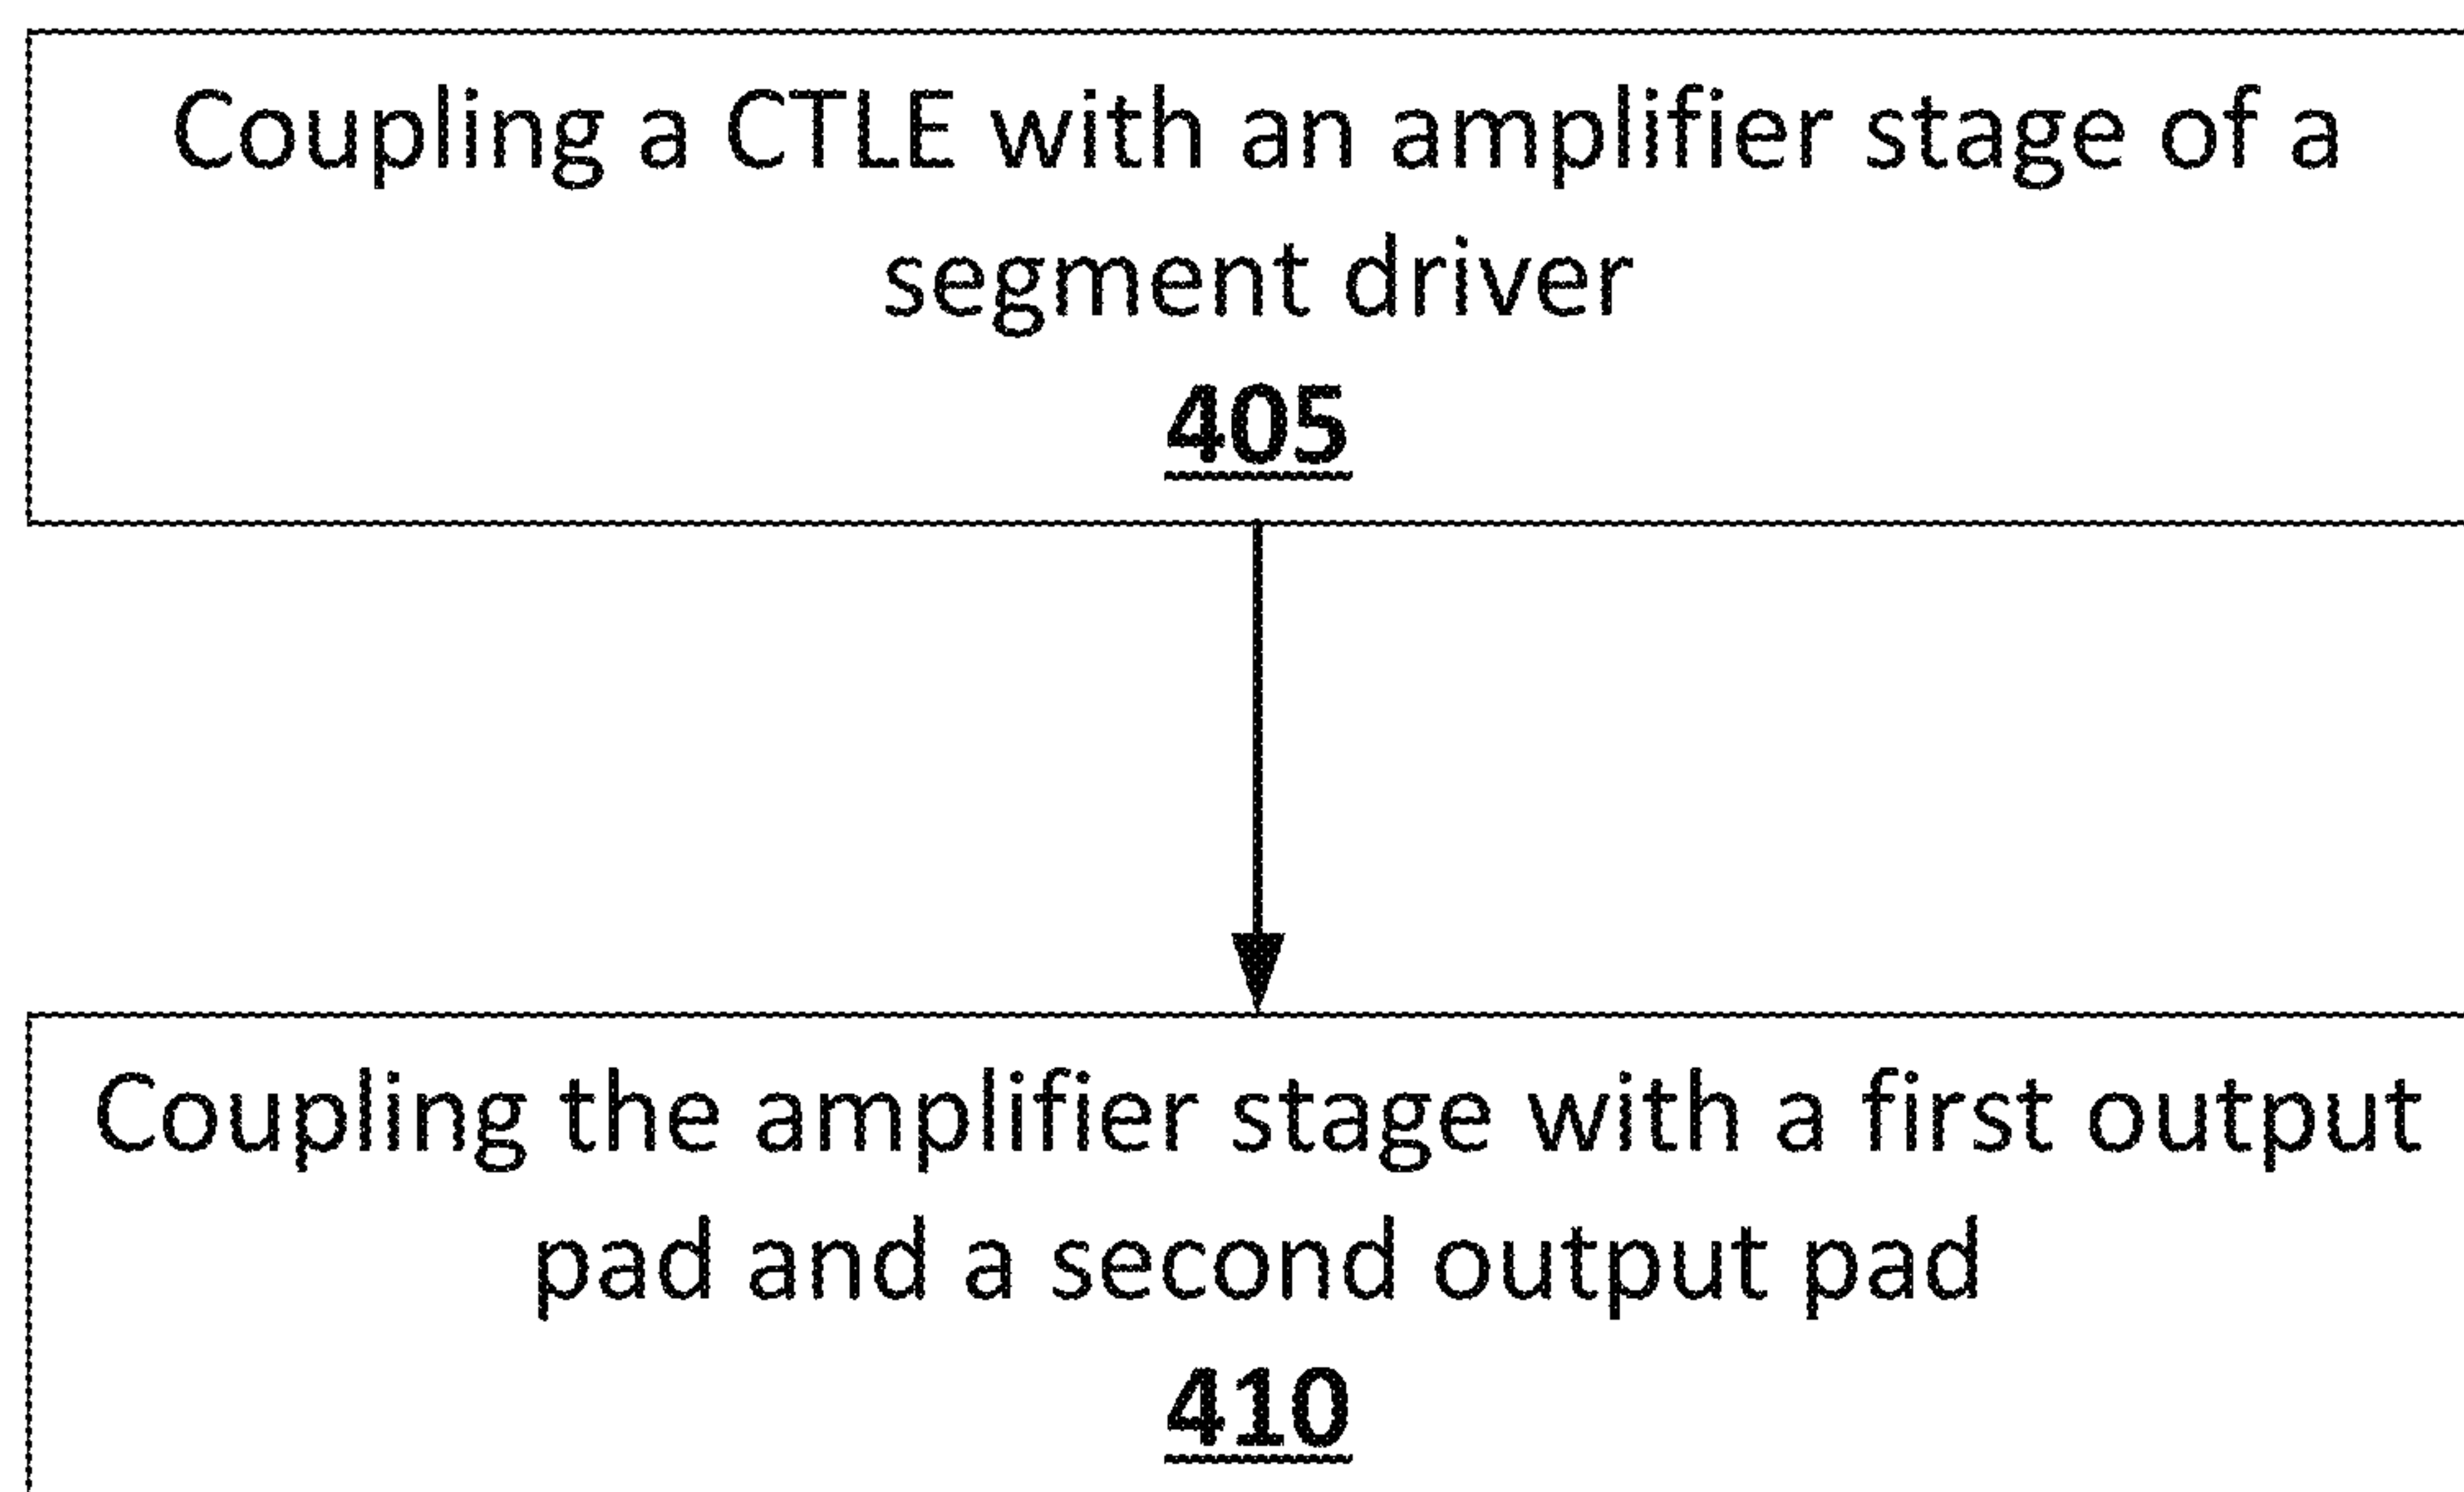 Coupling a CTLE with an amplifier stage of a
segment driver
405
Coupling the amplifier stage with a first output
pad and a second output pad
410